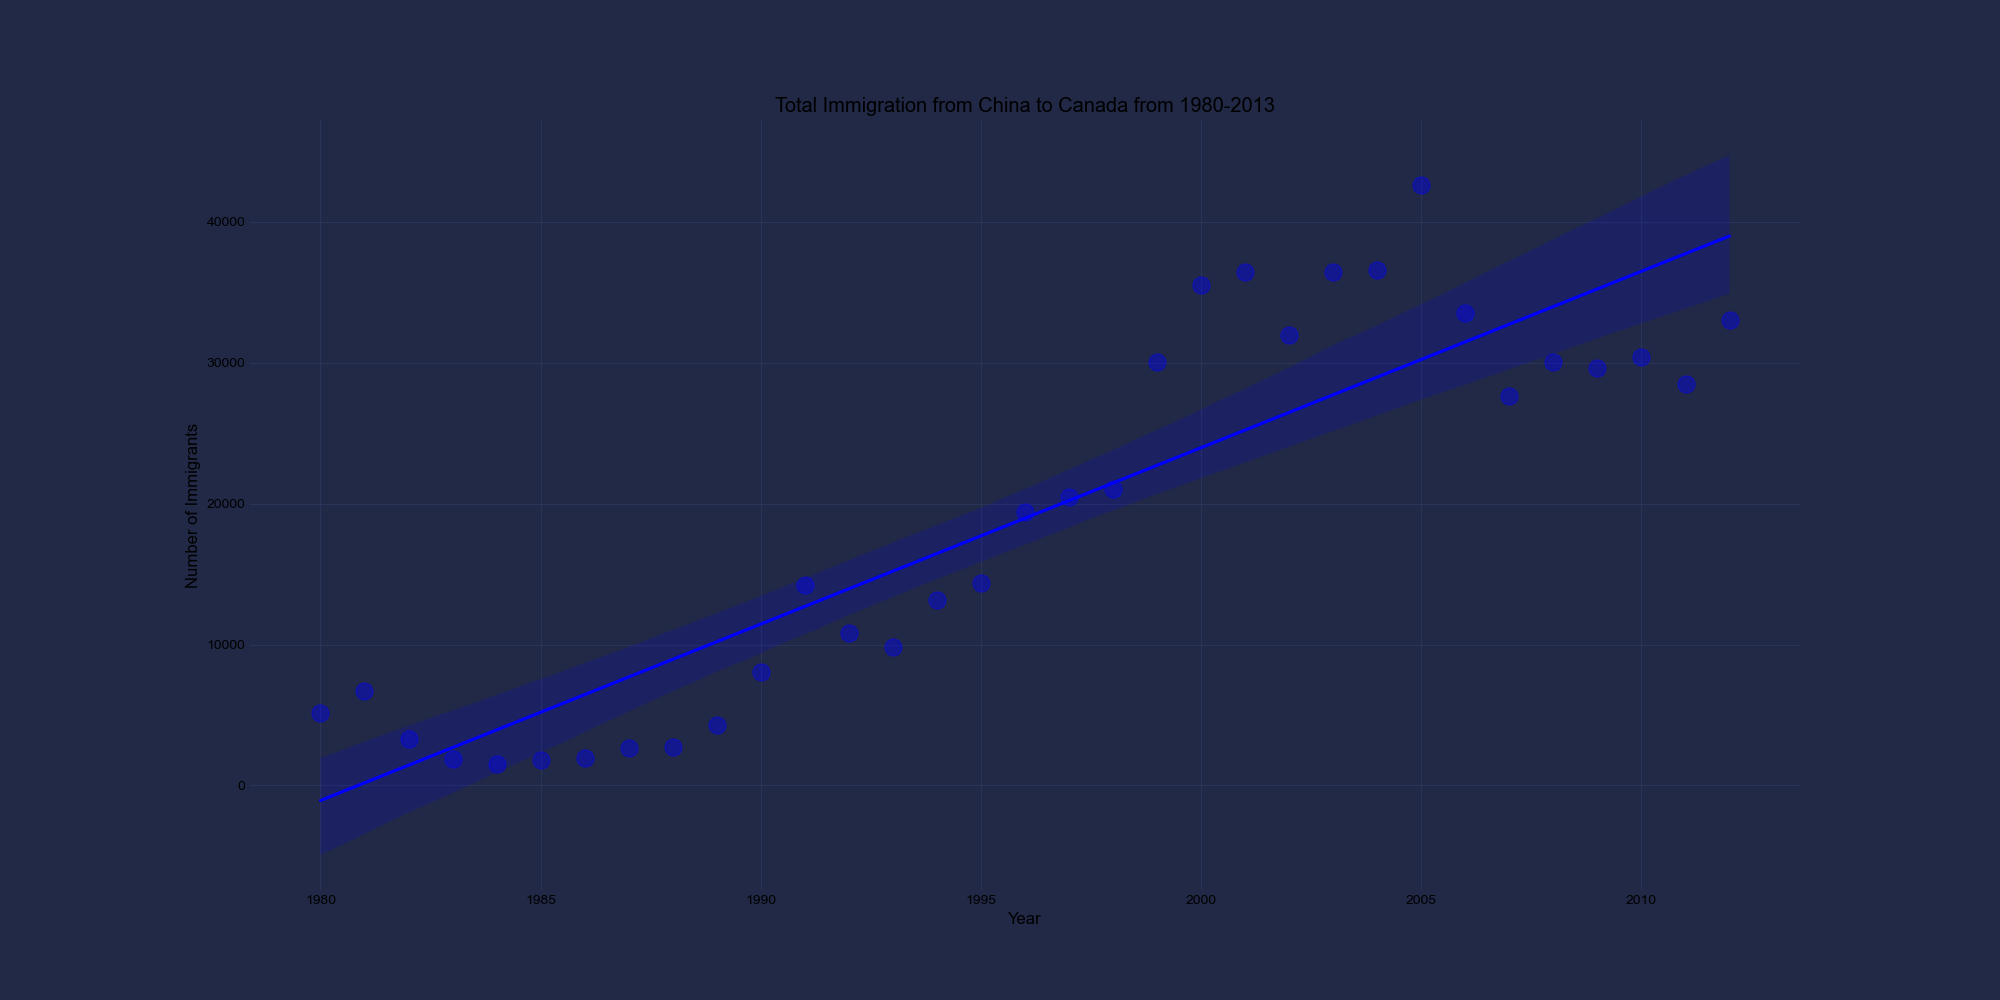 Total Immigration from China to Canada from 1980-2013
Number of Immigrants
40000
30000
20000
10000
0
1980 1985 1990 1995 2000 2005 2010
Year